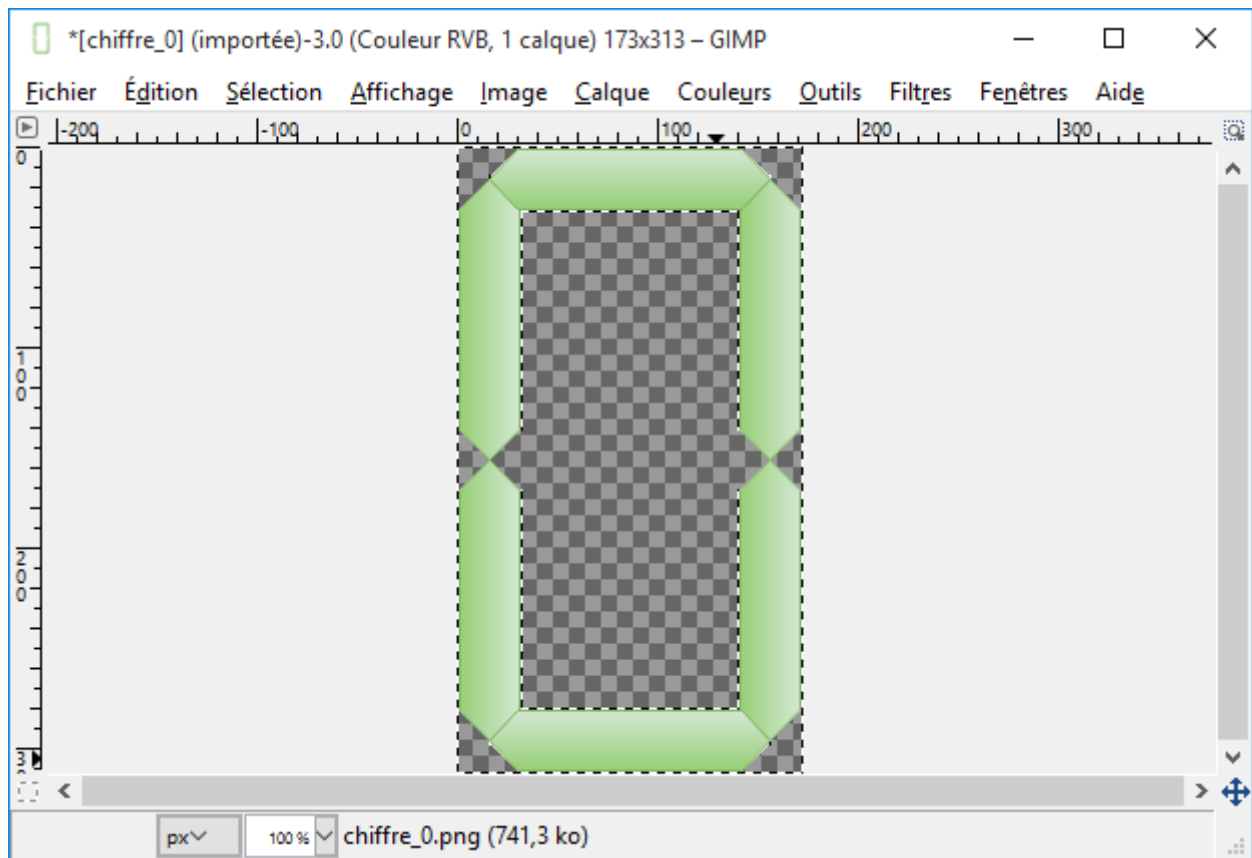 *[chiffre_0] (importée)-3.0 (Couleur RVB, 1 calque) 173x313 – GIMP
Fichier Édition Sélection Affichage Image Calque Couleurs Outils Filtres Fenêtres Aide
-200 -100 0 100 200 300
0
100
200
3
px 100 % chiffre_0.png (741,3 ko)